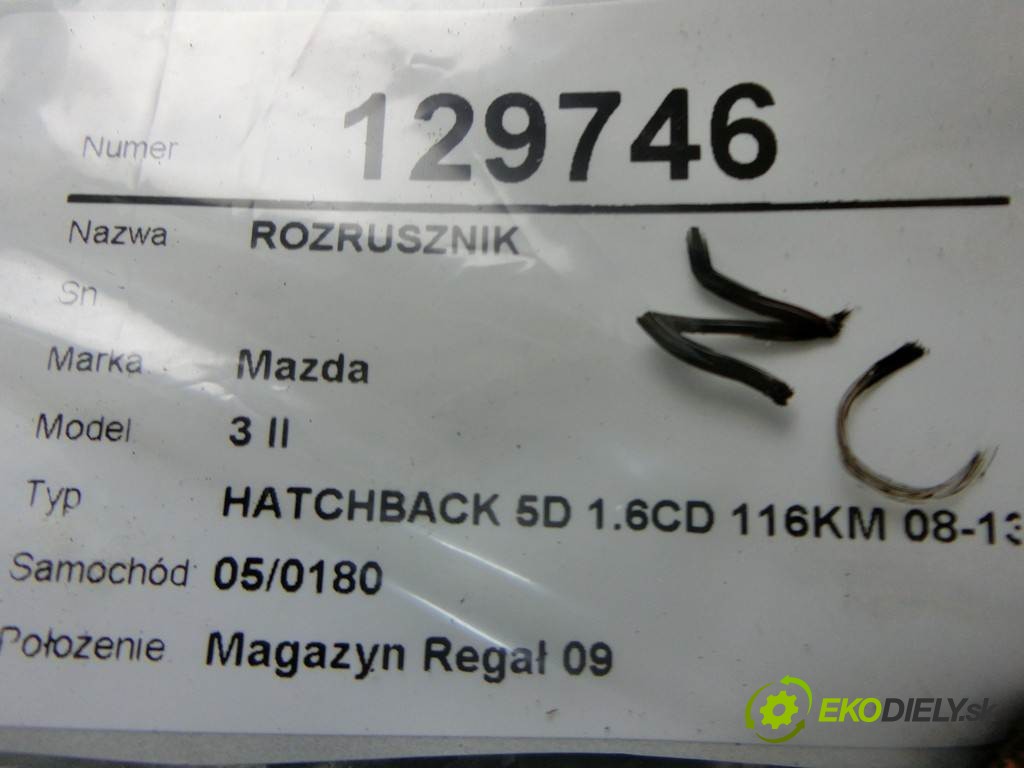 Numer 129746
Nazwa ROZRUSZNIK
Sn
Marka Mazda
Model 3 II
Typ HATCHBACK 5D 1.6CD 116KM 08-13
Samochód 05/0180
Położenie Magazyn Regał 09
EKODIELY.sk